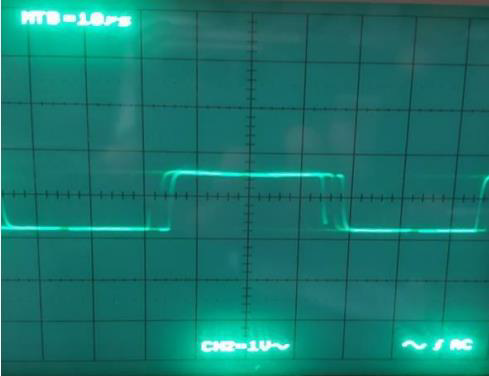 MTB=10µs
CH2=1V~
~ ∫ AC